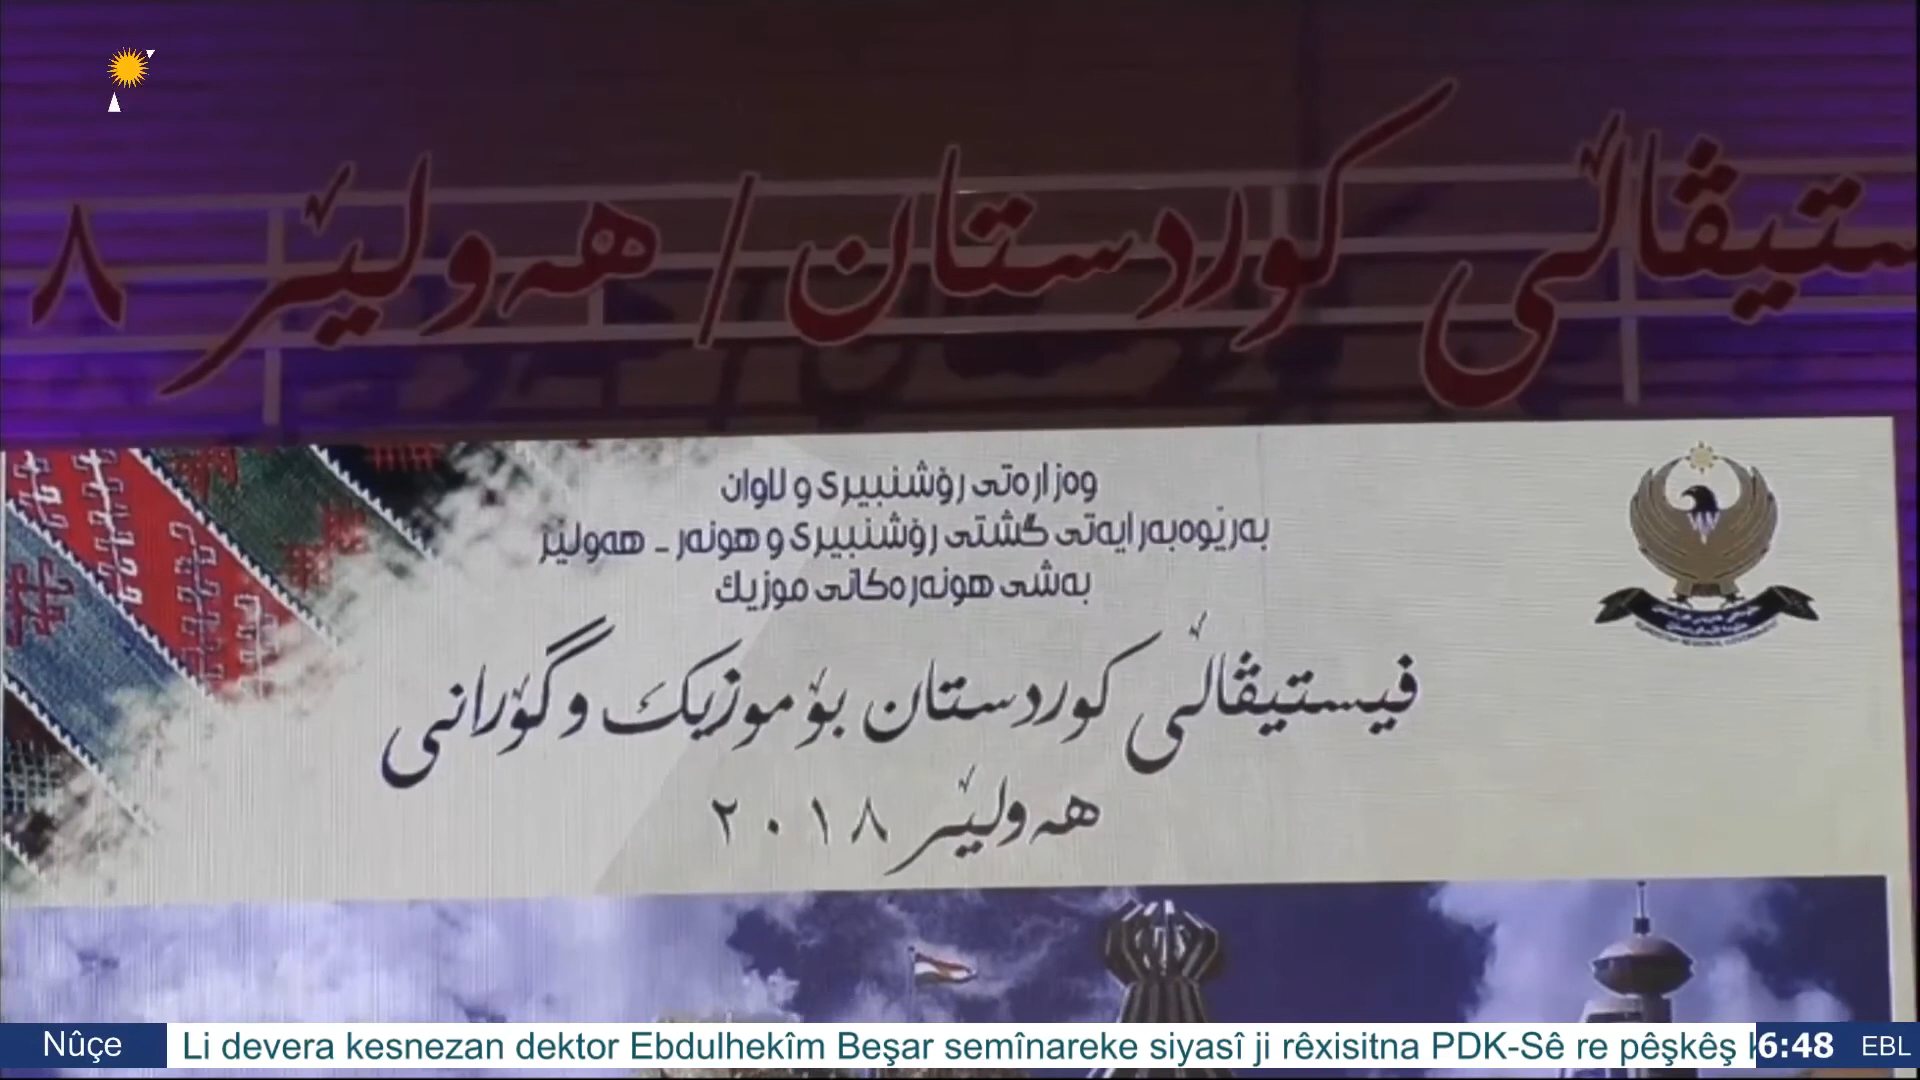 ستیڤاڵی کوردستان / هەولێر ٨
وەزارەتی رۆشنبیری و لاوان
بەڕێوەبەرایەتی گشتی رۆشنبیری و هونەر - هەولێر
بەشی هونەرەکانی موزیك
فیستیڤاڵی کوردستان بۆ موزیك و گۆرانی
هەولێر ٢٠١٨
Nûçe
Li devera kesnezan dektor Ebdulhekîm Beşar semînareke siyasî ji rêxisitna PDK-Sê re pêşkêş k
6:48
EBL